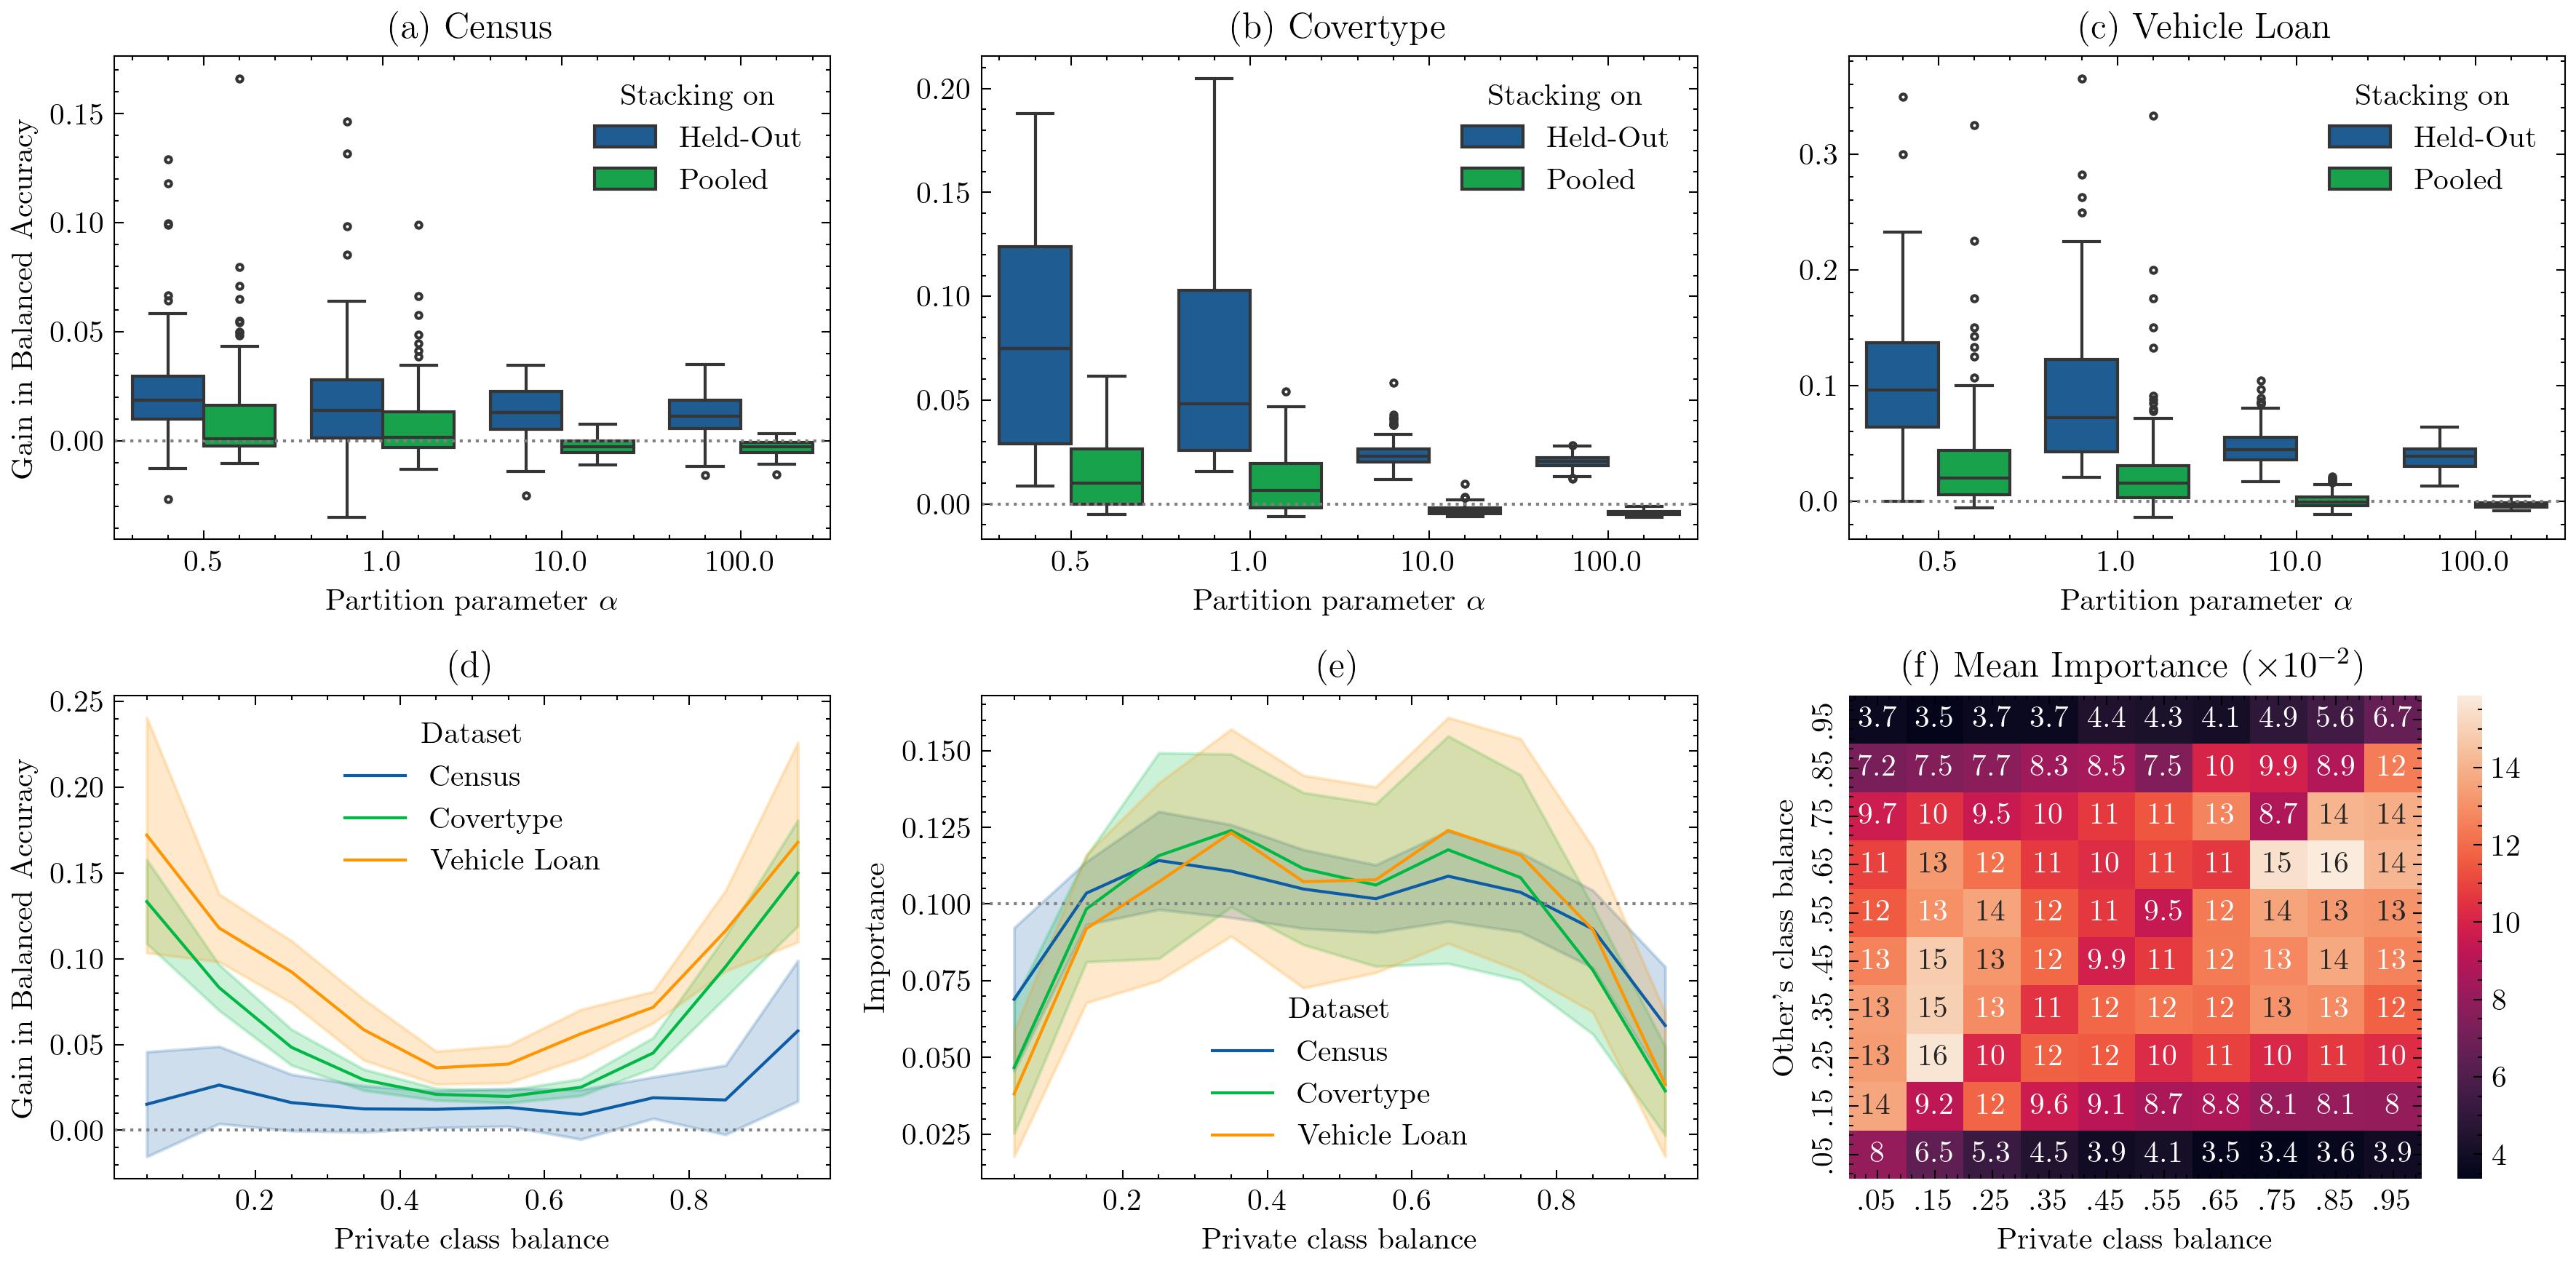 (a) Census
Gain in Balanced Accuracy
0.15
0.10
0.05
0.00
Stacking on
Held-Out
Pooled
0.5 1.0 10.0 100.0
Partition parameter α
(b) Covertype
0.20
0.15
0.10
0.05
0.00
Stacking on
Held-Out
Pooled
0.5 1.0 10.0 100.0
Partition parameter α
(c) Vehicle Loan
0.3
0.2
0.1
0.0
Stacking on
Held-Out
Pooled
0.5 1.0 10.0 100.0
Partition parameter α
(d)
Gain in Balanced Accuracy
0.25
0.20
0.15
0.10
0.05
0.00
Dataset
Census
Covertype
Vehicle Loan
0.2 0.4 0.6 0.8
Private class balance
(e)
Importance
0.150
0.125
0.100
0.075
0.050
0.025
Dataset
Census
Covertype
Vehicle Loan
0.2 0.4 0.6 0.8
Private class balance
(f) Mean Importance (×10⁻²)
Other's class balance
.95 3.7 3.5 3.7 3.7 4.4 4.3 4.1 4.9 5.6 6.7
.85 7.2 7.5 7.7 8.3 8.5 7.5 10 9.9 8.9 12
.75 9.7 10 9.5 10 11 11 13 8.7 14 14
.65 11 13 12 11 10 11 11 15 16 14
.55 12 13 14 12 11 9.5 12 14 13 13
.45 13 15 13 12 9.9 11 12 13 14 13
.35 13 15 13 11 12 12 12 13 13 12
.25 13 16 10 12 12 10 11 10 11 10
.15 14 9.2 12 9.6 9.1 8.7 8.8 8.1 8.1 8
.05 8 6.5 5.3 4.5 3.9 4.1 3.5 3.4 3.6 3.9
.05 .15 .25 .35 .45 .55 .65 .75 .85 .95
Private class balance
14
12
10
8
6
4